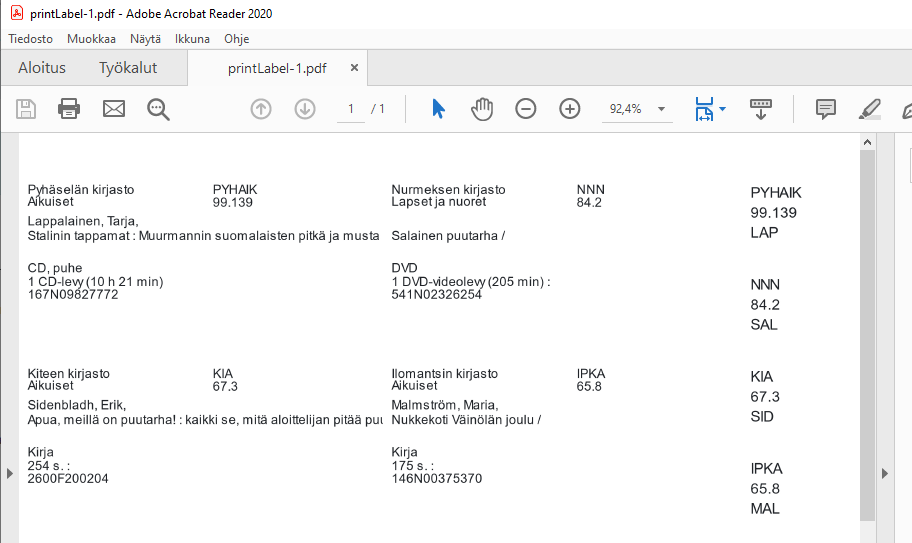 printLabel-1.pdf - Adobe Acrobat Reader 2020
Tiedosto Muokkaa Näytä Ikkuna Ohje
Aloitus Työkalut printLabel-1.pdf ×
1 / 1 92,4%
Pyhäselän kirjasto PYHAIK
Aikuiset 99.139
Lappalainen, Tarja,
Stalinin tappamat : Muurmannin suomalaisten pitkä ja musta
CD, puhe
1 CD-levy (10 h 21 min)
167N09827772
Nurmeksen kirjasto NNN
Lapset ja nuoret 84.2
Salainen puutarha /
DVD
1 DVD-videolevy (205 min) :
541N02326254
PYHAIK
99.139
LAP
NNN
84.2
SAL
Kiteen kirjasto KIA
Aikuiset 67.3
Sidenbladh, Erik,
Apua, meillä on puutarha! : kaikki se, mitä aloittelijan pitää puu
Kirja
254 s. :
2600F200204
Ilomantsin kirjasto IPKA
Aikuiset 65.8
Malmström, Maria,
Nukkekoti Väinölän joulu /
Kirja
175 s. :
146N00375370
KIA
67.3
SID
IPKA
65.8
MAL